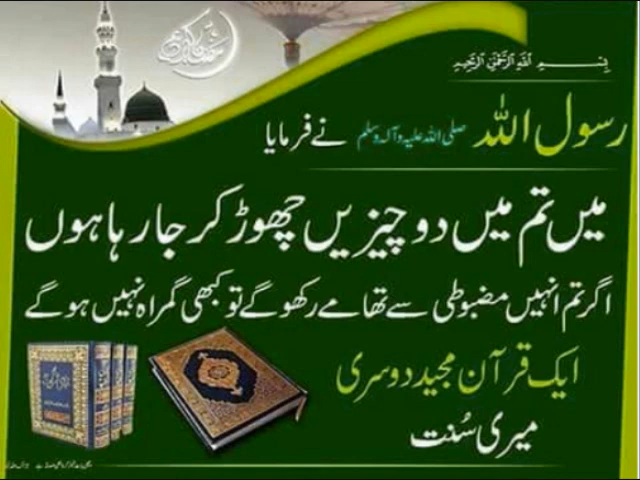 بِسْمِ اللهِ الرَّحْمٰنِ الرَّحِیْمِ
رسول اللہ صلی اللہ علیہ وآلہ وسلم نے فرمایا
میں تم میں دو چیزیں چھوڑ کر جا رہا ہوں
اگر تم انہیں مضبوطی سے تھامے رکھو گے تو کبھی گمراہ نہیں ہو گے
ایک قرآن مجید دوسری
میری سُنت